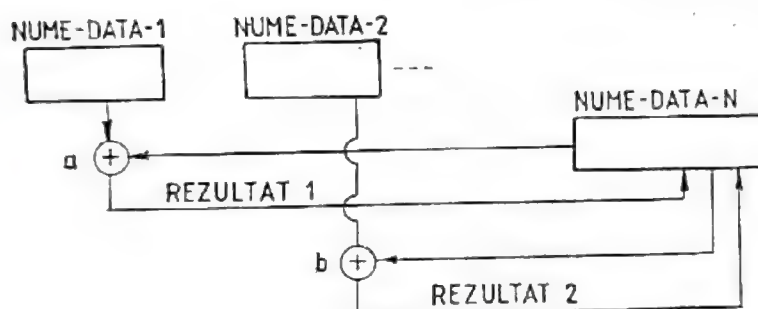 NUME-DATA-1
NUME-DATA-2
NUME-DATA-N
a
REZULTAT 1
b
REZULTAT 2